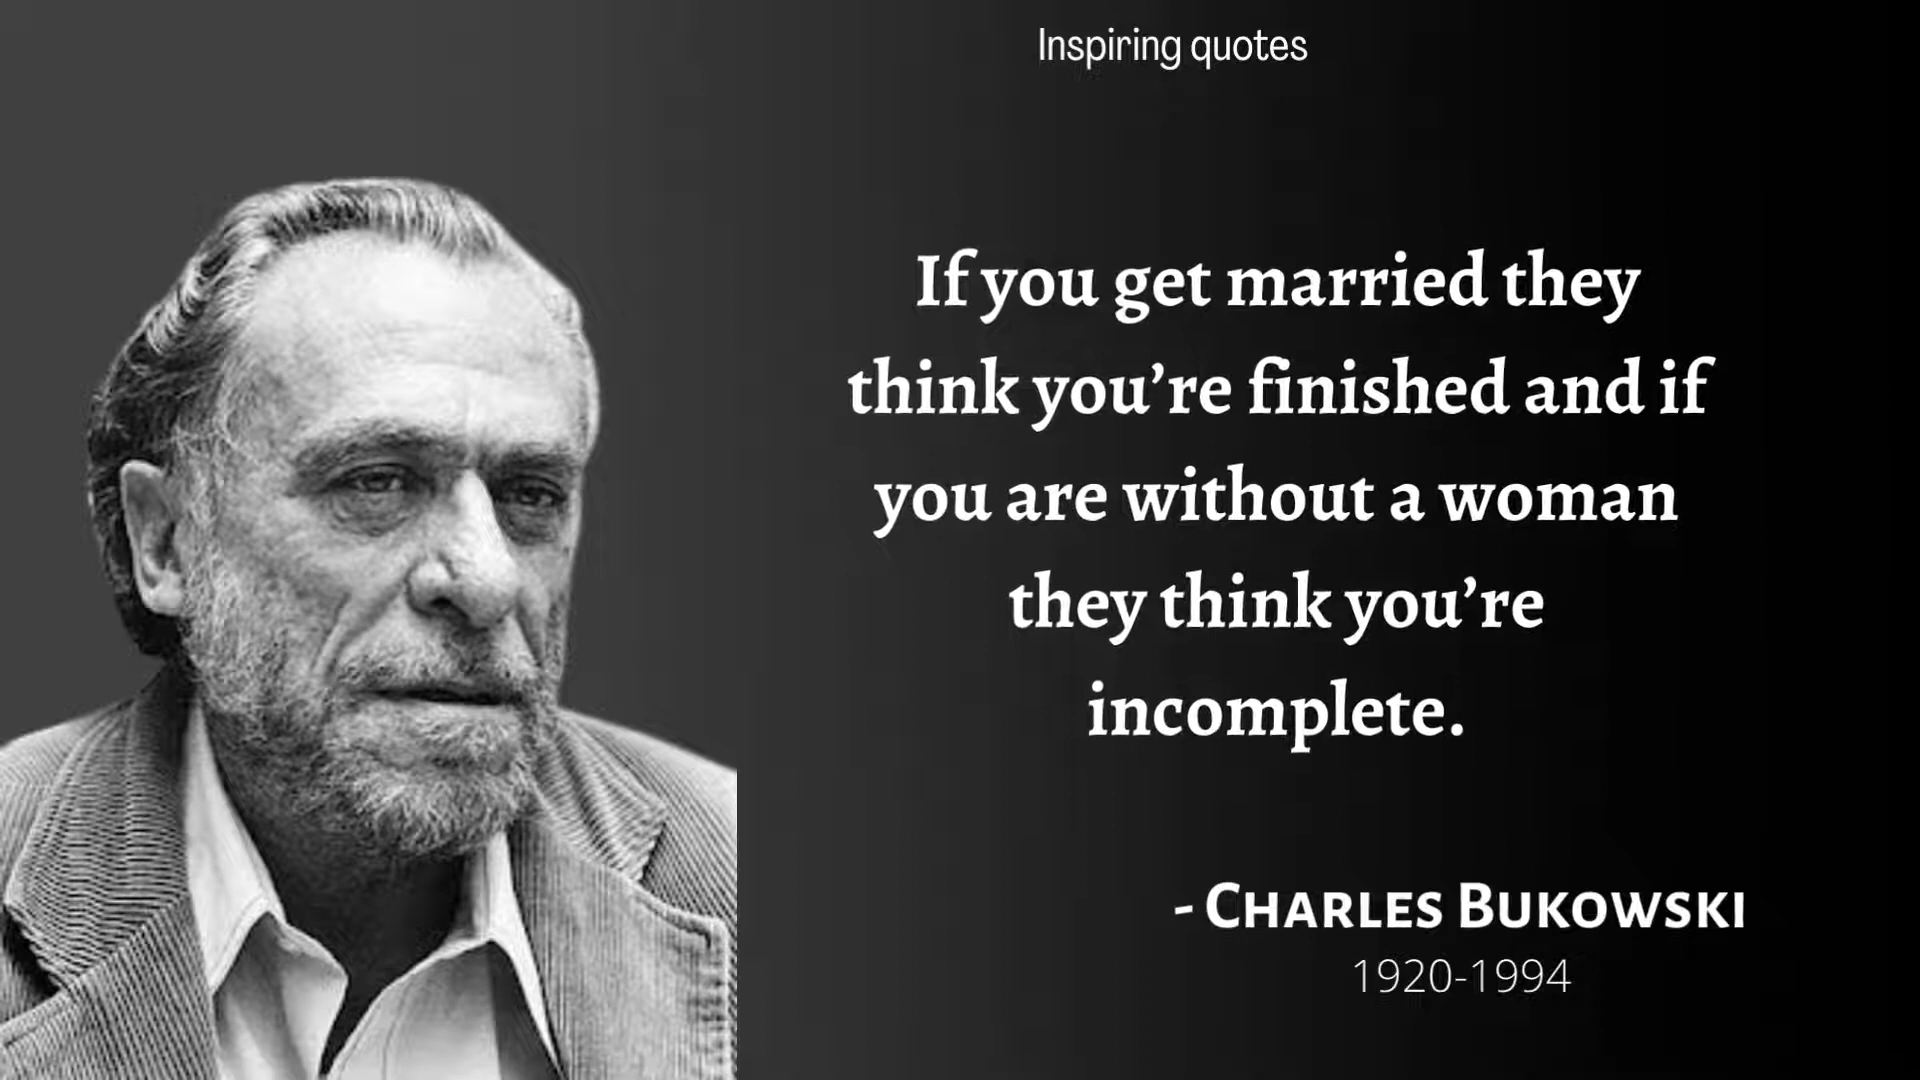 Inspiring quotes
If you get married they
think you’re finished and if
you are without a woman
they think you’re
incomplete.
- Charles Bukowski
1920-1994